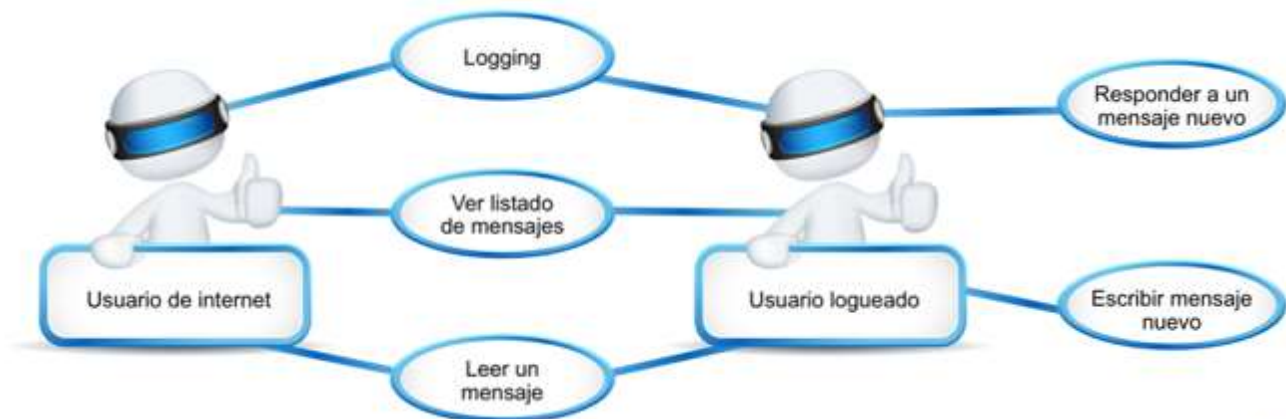 Logging
Responder a un
mensaje nuevo
Ver listado
de mensajes
Usuario de internet
Usuario logueado
Escribir mensaje
nuevo
Leer un
mensaje